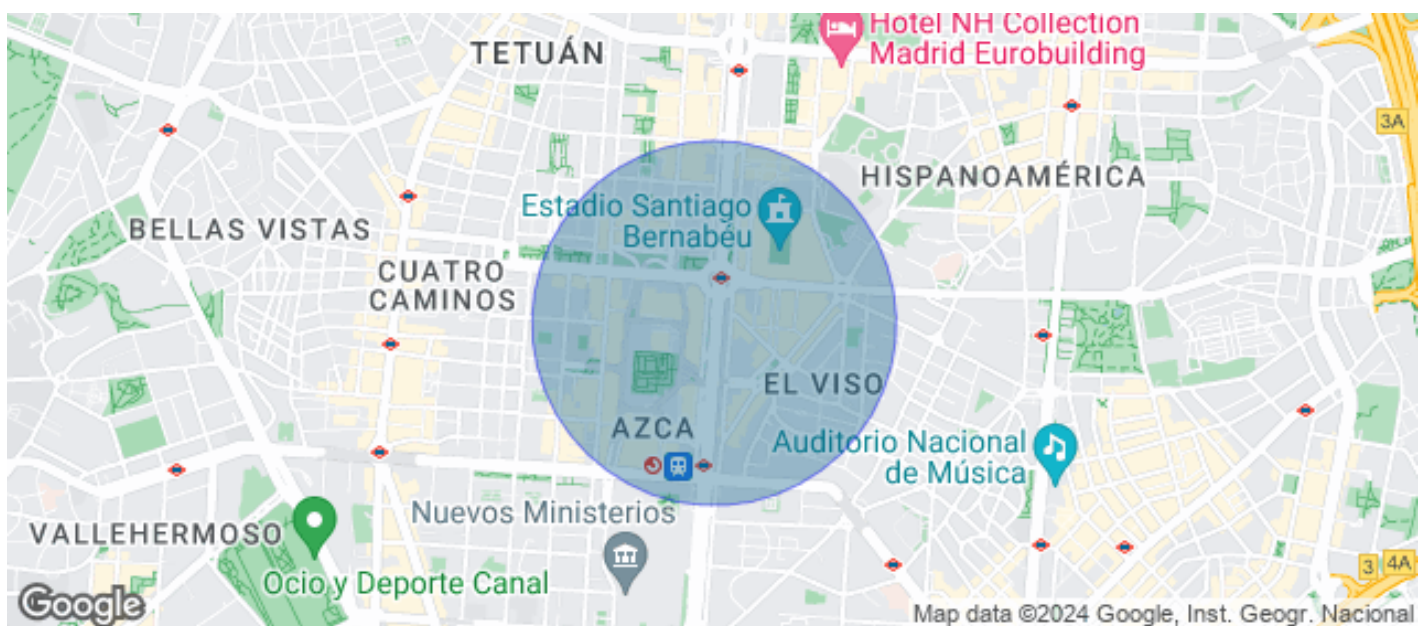 Hotel NH Collection
Madrid Eurobuilding
TETUÁN
3A
HISPANOAMÉRICA
Estadio Santiago
Bernabéu
BELLAS VISTAS
CUATRO
CAMINOS
EL VISO
AZCA
Auditorio Nacional
de Música
Nuevos Ministerios
VALLEHERMOSO
Ocio y Deporte Canal
3
4A
Google
Map data ©2024 Google, Inst. Geogr. Nacional